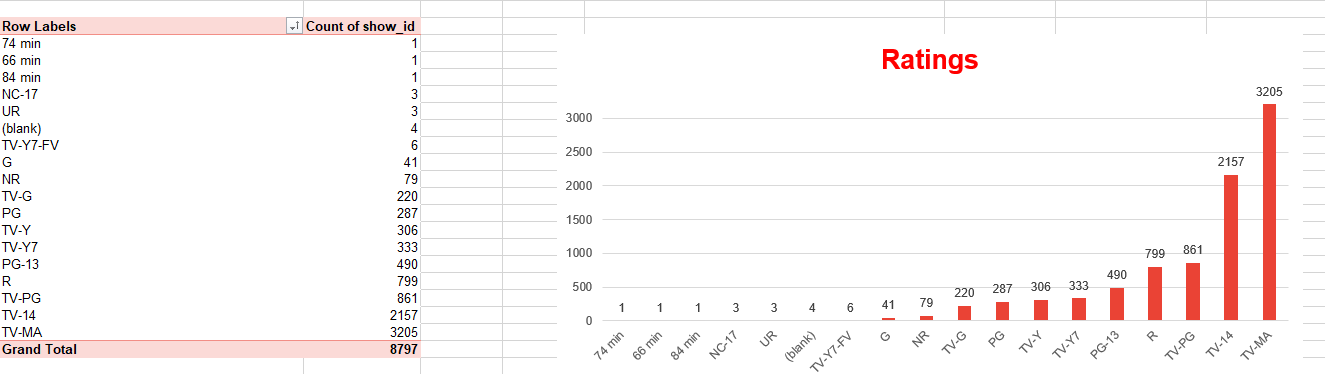 Row Labels Count of show_id
74 min 1
66 min 1
84 min 1
NC-17 3
UR 3
(blank) 4
TV-Y7-FV 6
G 41
NR 79
TV-G 220
PG 287
TV-Y 306
TV-Y7 333
PG-13 490
R 799
TV-PG 861
TV-14 2157
TV-MA 3205
Grand Total 8797
Ratings
3000
2500
2000
1500
1000
500
0
1 1 1 3 3 4 6 41 79 220 287 306 333 490 799 861 2157 3205
74 min 66 min 84 min NC-17 UR (blank) TV-Y7-FV G NR TV-G PG TV-Y TV-Y7 PG-13 R TV-PG TV-14 TV-MA